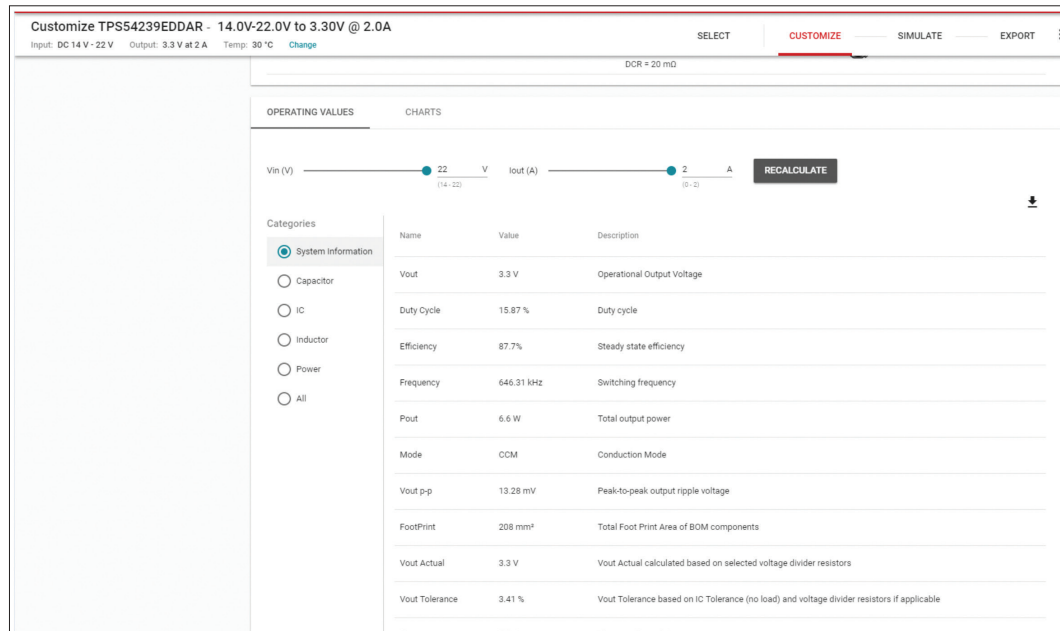 Customize TPS54239EDDAR - 14.0V-22.0V to 3.30V @ 2.0A
Input: DC 14 V - 22 V Output: 3.3 V at 2 A Temp: 30 °C Change
SELECT CUSTOMIZE SIMULATE EXPORT
DCR = 20 mΩ
OPERATING VALUES CHARTS
Vin (V) 22 V Iout (A) 2 A RECALCULATE
(14 - 22) (0 - 2)
Categories
System Information
Capacitor
IC
Inductor
Power
All
Name Value Description
Vout 3.3 V Operational Output Voltage
Duty Cycle 15.87 % Duty cycle
Efficiency 87.7% Steady state efficiency
Frequency 646.31 kHz Switching frequency
Pout 6.6 W Total output power
Mode CCM Conduction Mode
Vout p-p 13.28 mV Peak-to-peak output ripple voltage
FootPrint 208 mm² Total Foot Print Area of BOM components
Vout Actual 3.3 V Vout Actual calculated based on selected voltage divider resistors
Vout Tolerance 3.41 % Vout Tolerance based on IC Tolerance (no load) and voltage divider resistors if applicable